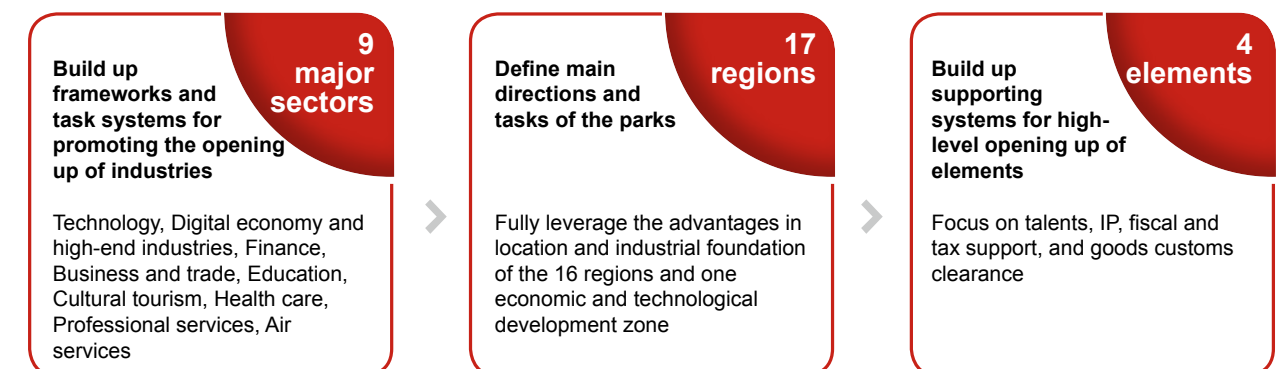 9
major
sectors
Build up
frameworks and
task systems for
promoting the opening
up of industries
Technology, Digital economy and
high-end industries, Finance,
Business and trade, Education,
Cultural tourism, Health care,
Professional services, Air
services
17
regions
Define main
directions and
tasks of the parks
Fully leverage the advantages in
location and industrial foundation
of the 16 regions and one
economic and technological
development zone
4
elements
Build up
supporting
systems for high-
level opening up of
elements
Focus on talents, IP, fiscal and
tax support, and goods customs
clearance